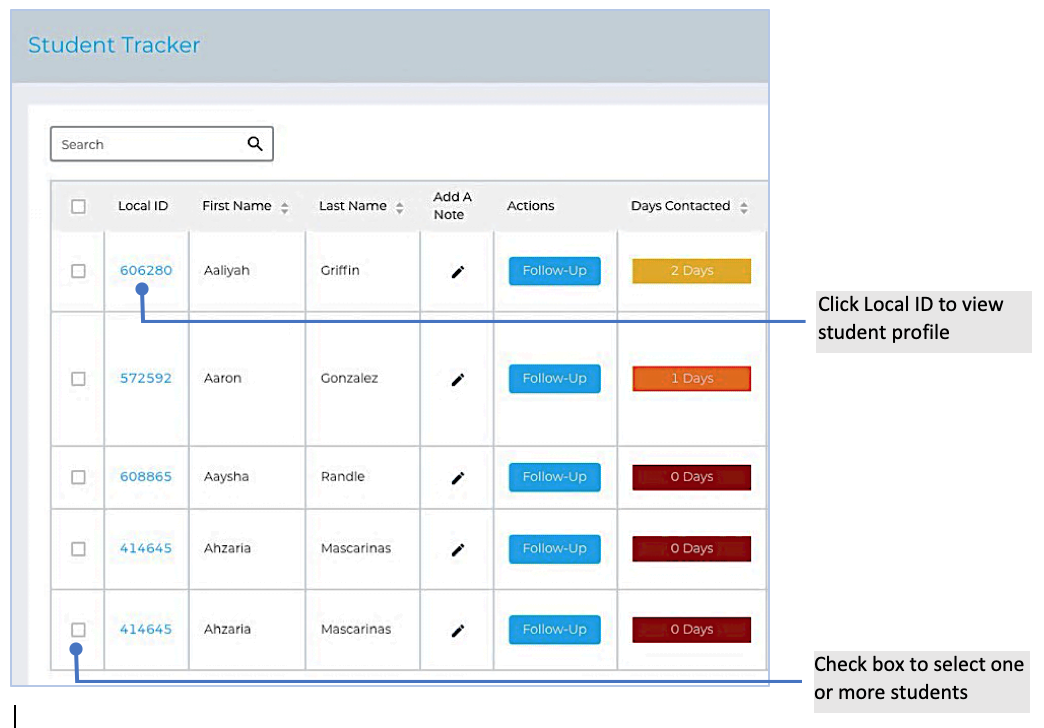 Student Tracker
Search
Local ID First Name Last Name Add A Note Actions Days Contacted
606280 Aaliyah Griffin Follow-Up 2 Days
Click Local ID to view
student profile
572592 Aaron Gonzalez Follow-Up 1 Days
608865 Aaysha Randle Follow-Up 0 Days
414645 Ahzaria Mascarinas Follow-Up 0 Days
414645 Ahzaria Mascarinas Follow-Up 0 Days
Check box to select one
or more students